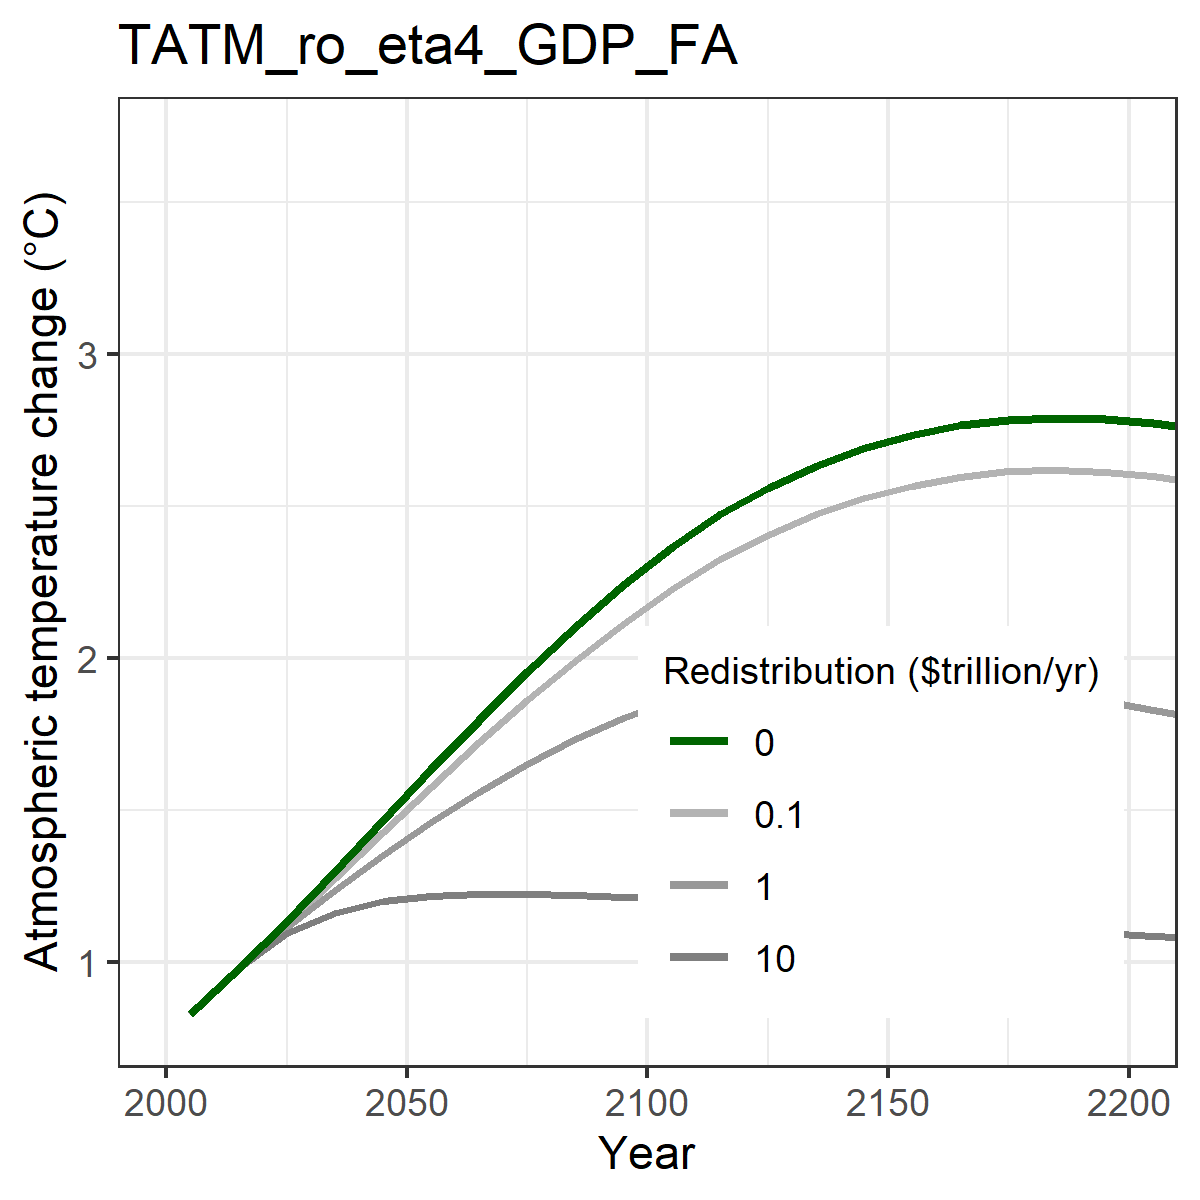 TATM_ro_eta4_GDP_FA
Atmospheric temperature change (°C)
3
2
1
Redistribution ($trillion/yr)
0
0.1
1
10
2000 2050 2100 2150 2200
Year